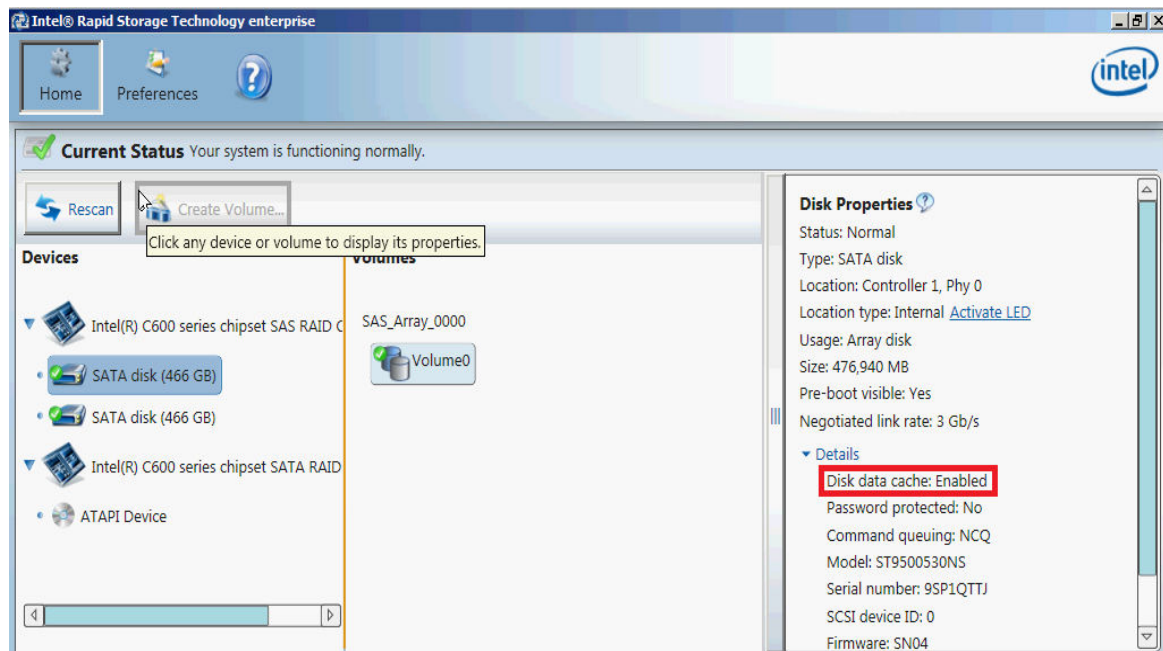 Intel® Rapid Storage Technology enterprise
Home
Preferences
?
intel
Current Status Your system is functioning normally.
Rescan
Create Volume...
Click any device or volume to display its properties.
Devices
Volumes
Intel(R) C600 series chipset SAS RAID C
SATA disk (466 GB)
SATA disk (466 GB)
Intel(R) C600 series chipset SATA RAID
ATAPI Device
SAS_Array_0000
Volume0
Disk Properties ?
Status: Normal
Type: SATA disk
Location: Controller 1, Phy 0
Location type: Internal Activate LED
Usage: Array disk
Size: 476,940 MB
Pre-boot visible: Yes
Negotiated link rate: 3 Gb/s
Details
Disk data cache: Enabled
Password protected: No
Command queuing: NCQ
Model: ST9500530NS
Serial number: 9SP1QTTJ
SCSI device ID: 0
Firmware: SN04